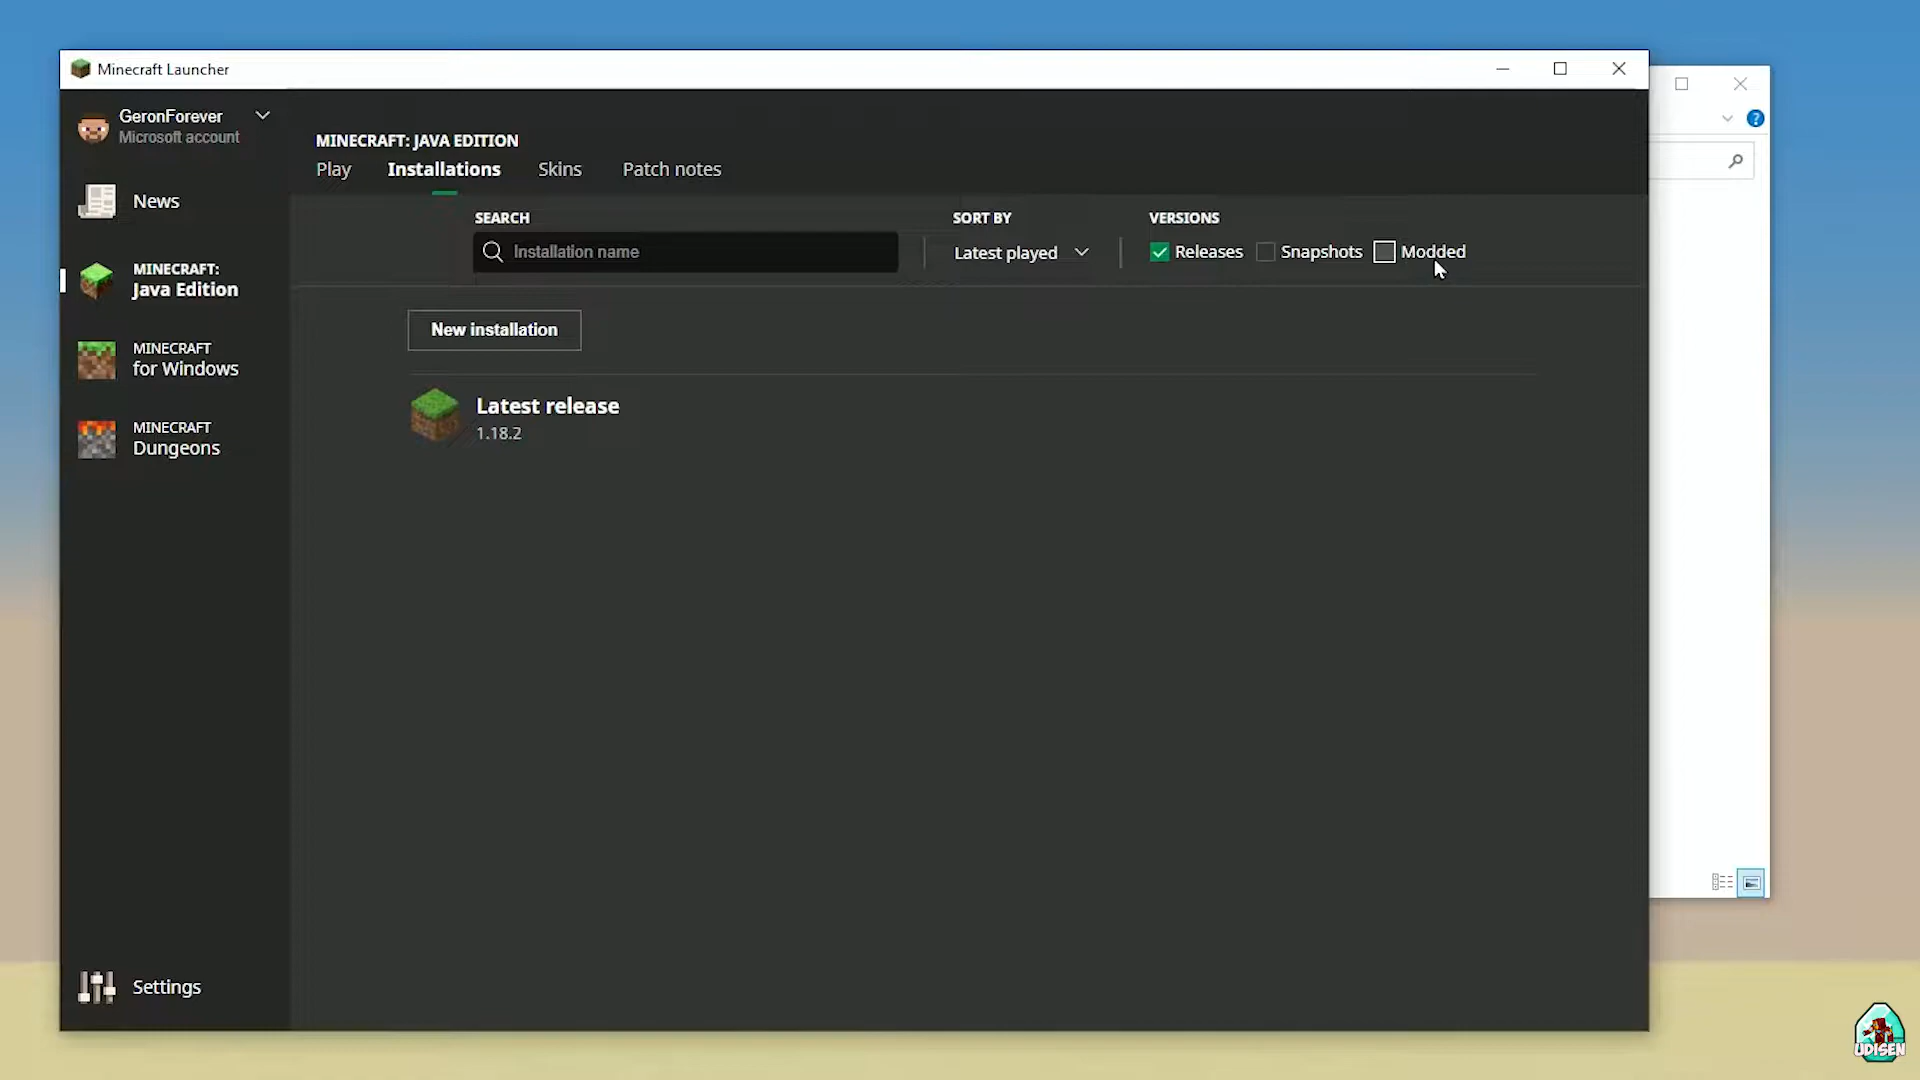 Minecraft Launcher
GeronForever
Microsoft account
News
MINECRAFT:
Java Edition
MINECRAFT
for Windows
MINECRAFT
Dungeons
Settings
MINECRAFT: JAVA EDITION
Play Installations Skins Patch notes
SEARCH SORT BY VERSIONS
Installation name Latest played Releases Snapshots Modded
New installation
Latest release
1.18.2
?
UDISEN